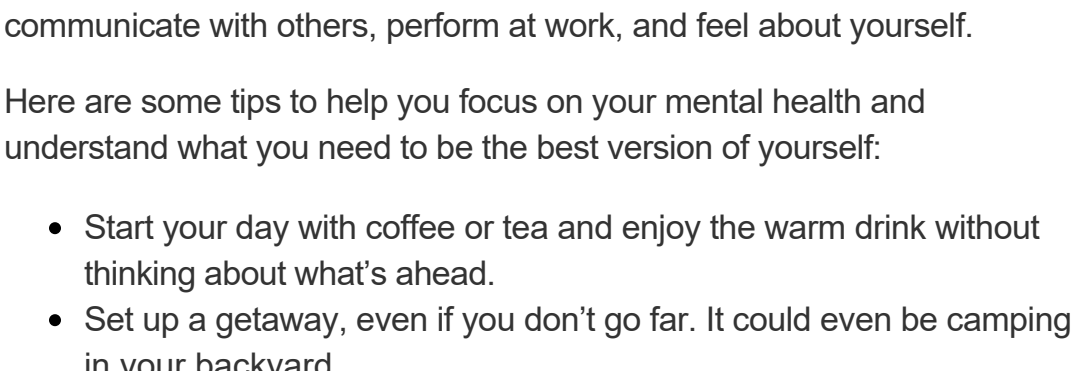 communicate with others, perform at work, and feel about yourself.
Here are some tips to help you focus on your mental health and
understand what you need to be the best version of yourself:
• Start your day with coffee or tea and enjoy the warm drink without
thinking about what’s ahead.
• Set up a getaway, even if you don’t go far. It could even be camping
in your backyard